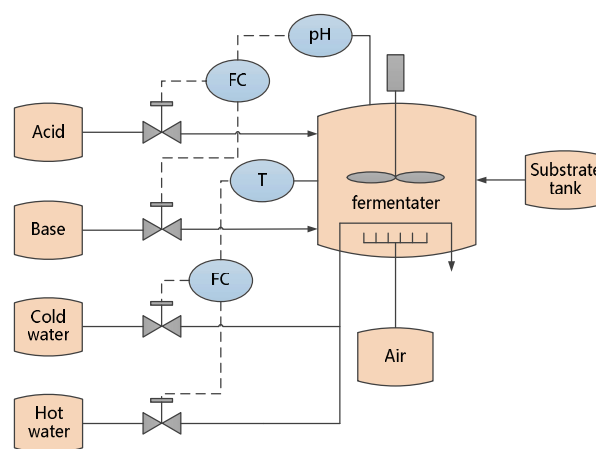 pH
FC
Acid
T
Substrate
tank
fermentater
Base
FC
Cold
water
Air
Hot
water